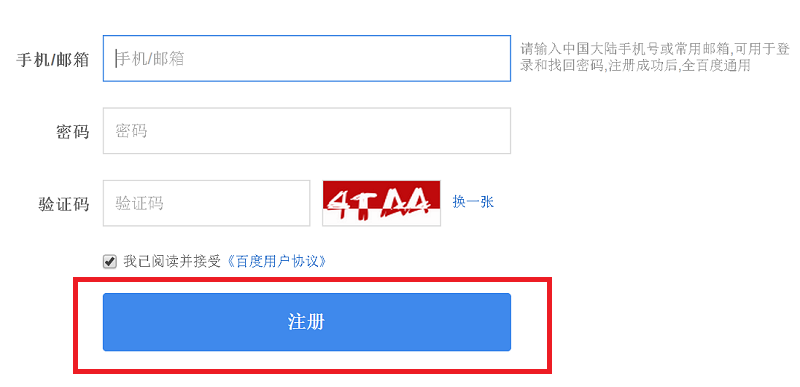 手机/邮箱 手机/邮箱 请输入中国大陆手机号或常用邮箱,可用于登
录和找回密码,注册成功后,全百度通用
密码 密码
验证码 验证码 4TAA 换一张
我已阅读并接受《百度用户协议》
注册